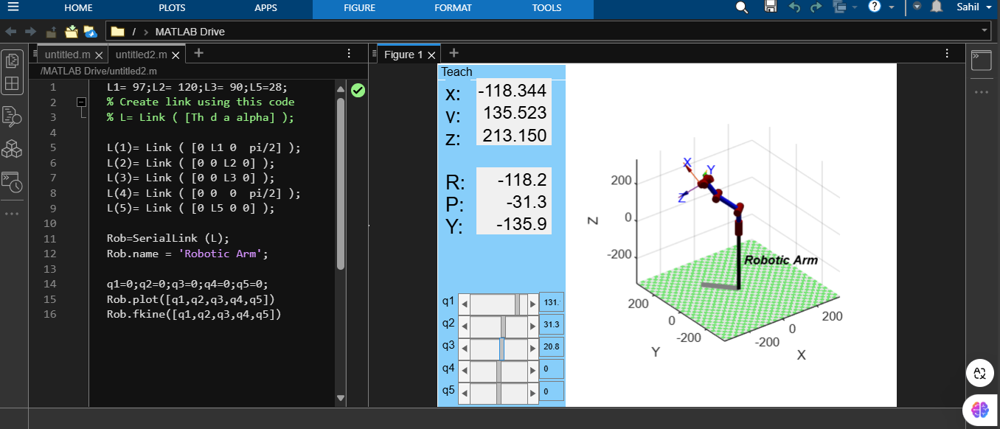 HOME PLOTS APPS FIGURE FORMAT TOOLS
? Sahil
/ > MATLAB Drive
untitled.m × untitled2.m × +
/MATLAB Drive/untitled2.m
1 L1= 97;L2= 120;L3= 90;L5=28;
2 % Create link using this code
3 % L= Link ( [Th d a alpha] );
4
5 L(1)= Link ( [0 L1 0  pi/2] );
6 L(2)= Link ( [0 0 L2 0] );
7 L(3)= Link ( [0 0 L3 0] );
8 L(4)= Link ( [0 0  0  pi/2] );
9 L(5)= Link ( [0 L5 0 0] );
10
11 Rob=SerialLink (L);
12 Rob.name = 'Robotic Arm';
13
14 q1=0;q2=0;q3=0;q4=0;q5=0;
15 Rob.plot([q1,q2,q3,q4,q5])
16 Rob.fkine([q1,q2,q3,q4,q5])
Figure 1 × +
Teach
x: -118.344
y: 135.523
z: 213.150
R: -118.2
P: -31.3
Y: -135.9
q1 131.
q2 31.3
q3 20.8
q4 0
q5 0
X
Y
Z
200
0
-200
Z
Robotic Arm
200
0
-200
Y
-200
0
200
X